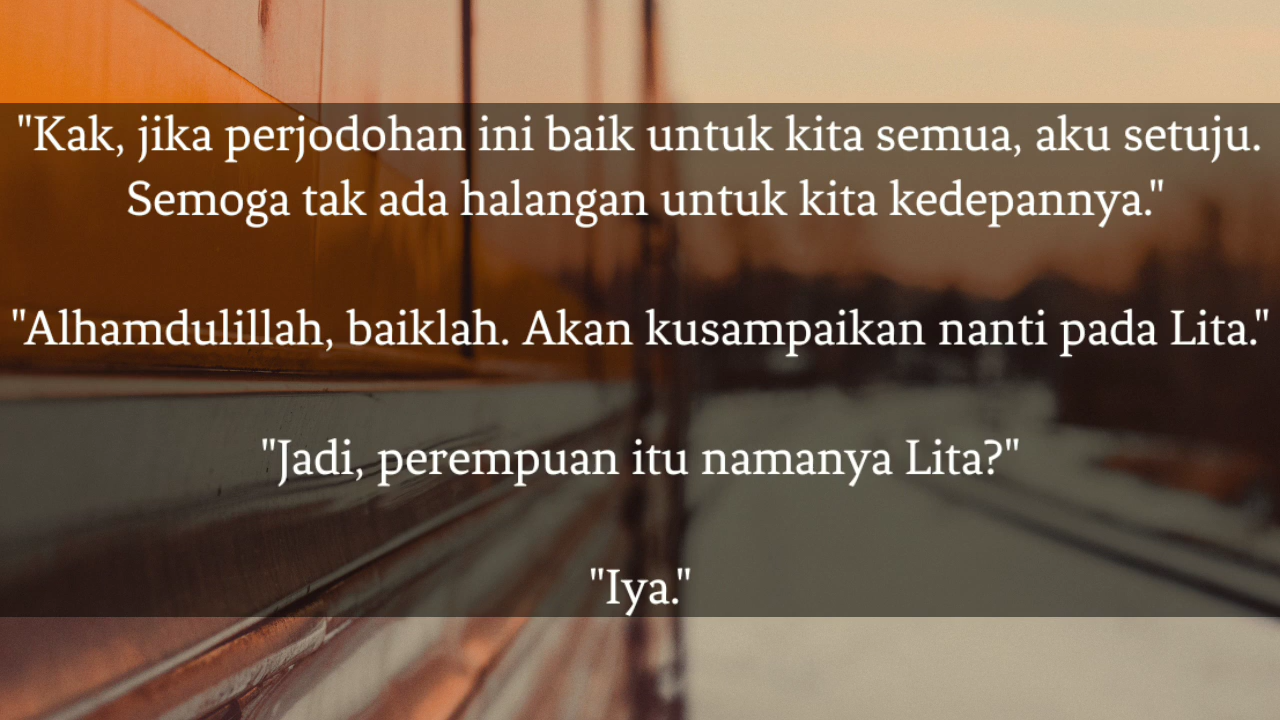 "Kak, jika perjodohan ini baik untuk kita semua, aku setuju.
Semoga tak ada halangan untuk kita kedepannya."
"Alhamdulillah, baiklah. Akan kusampaikan nanti pada Lita."
"Jadi, perempuan itu namanya Lita?"
"Iya."